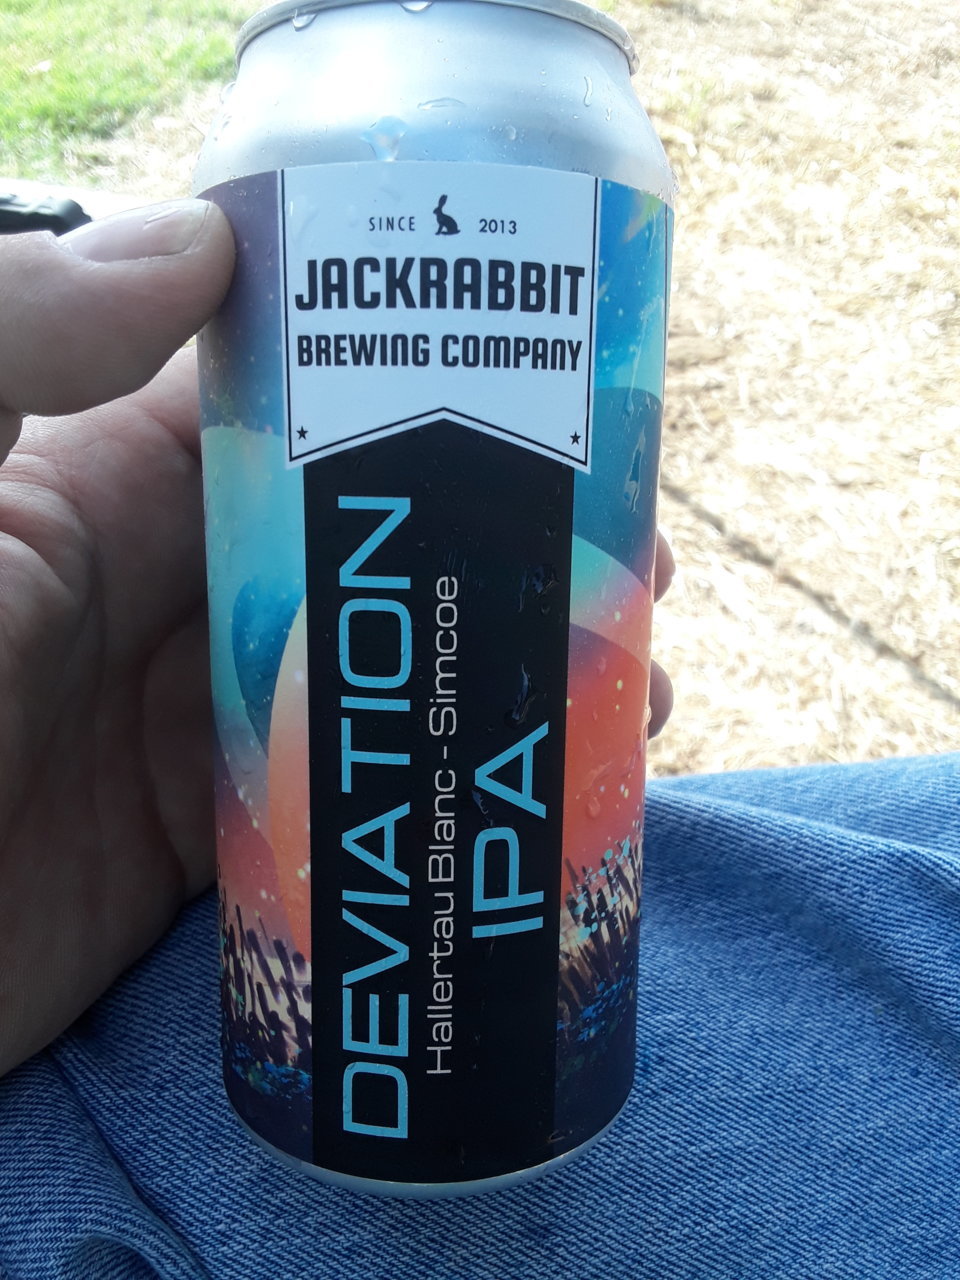 SINCE 2013
JACKRABBIT
BREWING COMPANY
DEVIATION
Hallertau Blanc - Simcoe
IPA